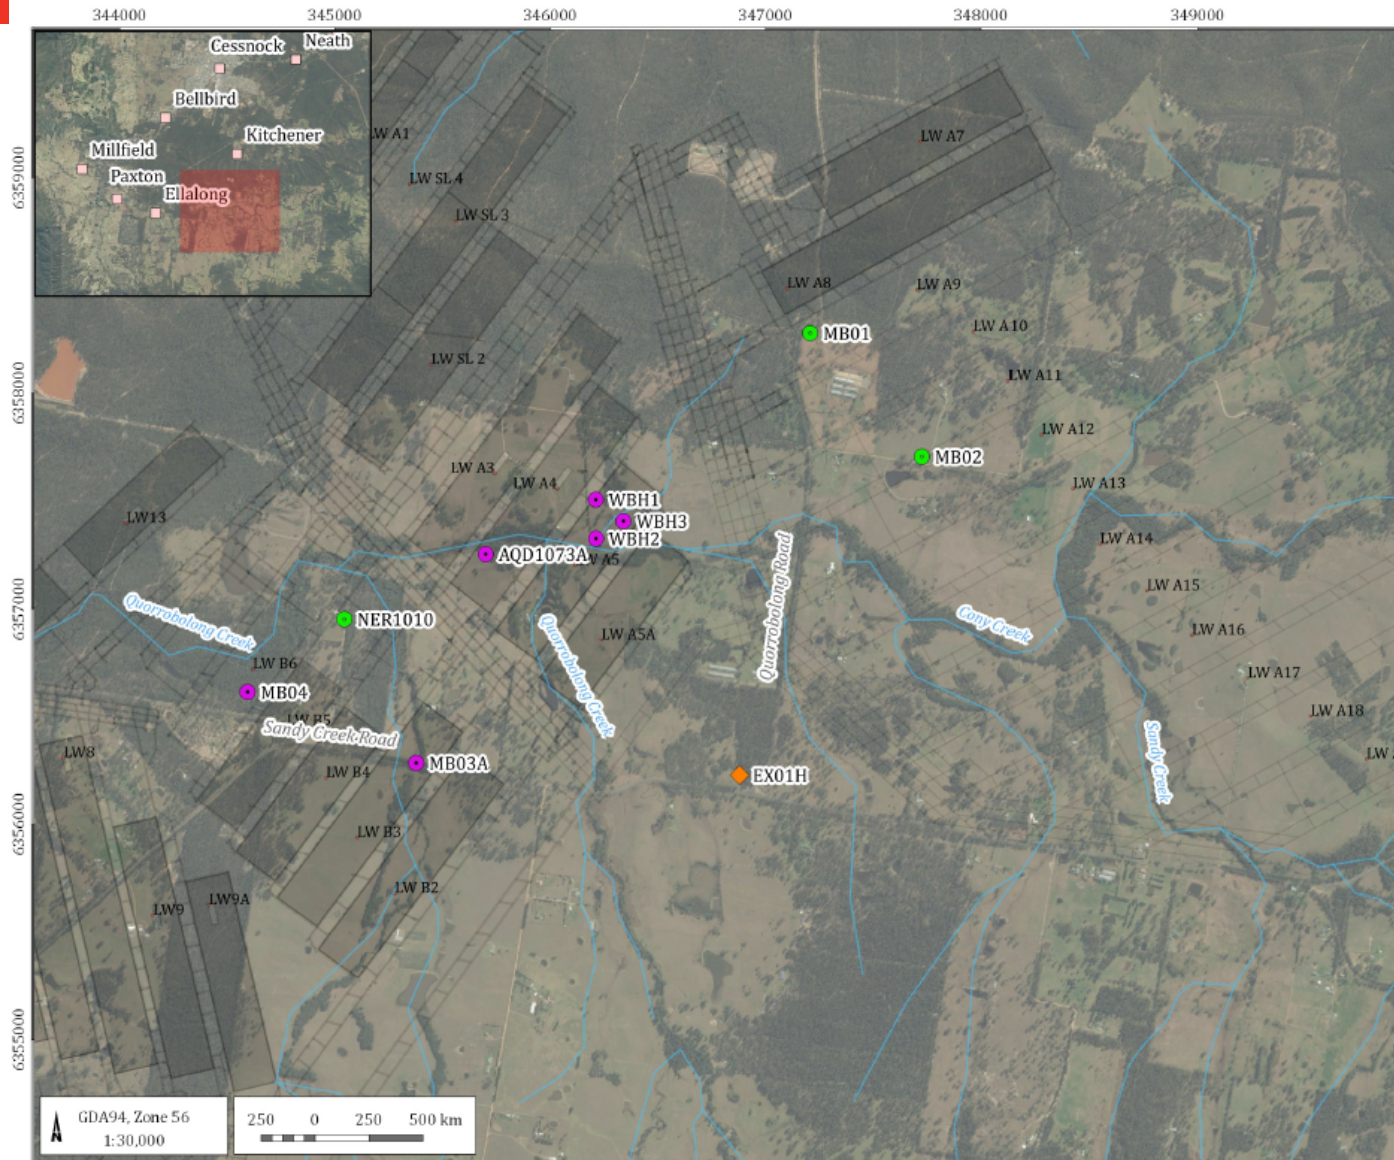 344000
345000
346000
347000
348000
349000
6359000
6358000
6357000
6356000
6355000
Cessnock
Neath
Bellbird
Kitchener
Millfield
Paxton
Ellalong
LW A1
LW SL 4
LW SL 3
LW SL 2
LW A7
LW A8
LW A9
LW A10
MB01
LW A11
LW A12
MB02
LW A3
LW A4
LW A13
WBH1
LW13
WBH3
WBH2
LW A14
AQD1073A
W A5
LW A15
Quorrobolong Road
Quorrobolong Creek
NER1010
Cony Creek
LW A16
LW A5A
Quorrobolong Creek
LW B6
MB04
LW A17
LW B5
Sandy Creek Road
LW A18
LW8
MB03A
LW B4
EX01H
Sandy Creek
LW
LW B3
LW B2
LW9
LW9A
GDA94, Zone 56
1:30,000
250 0 250 500 km